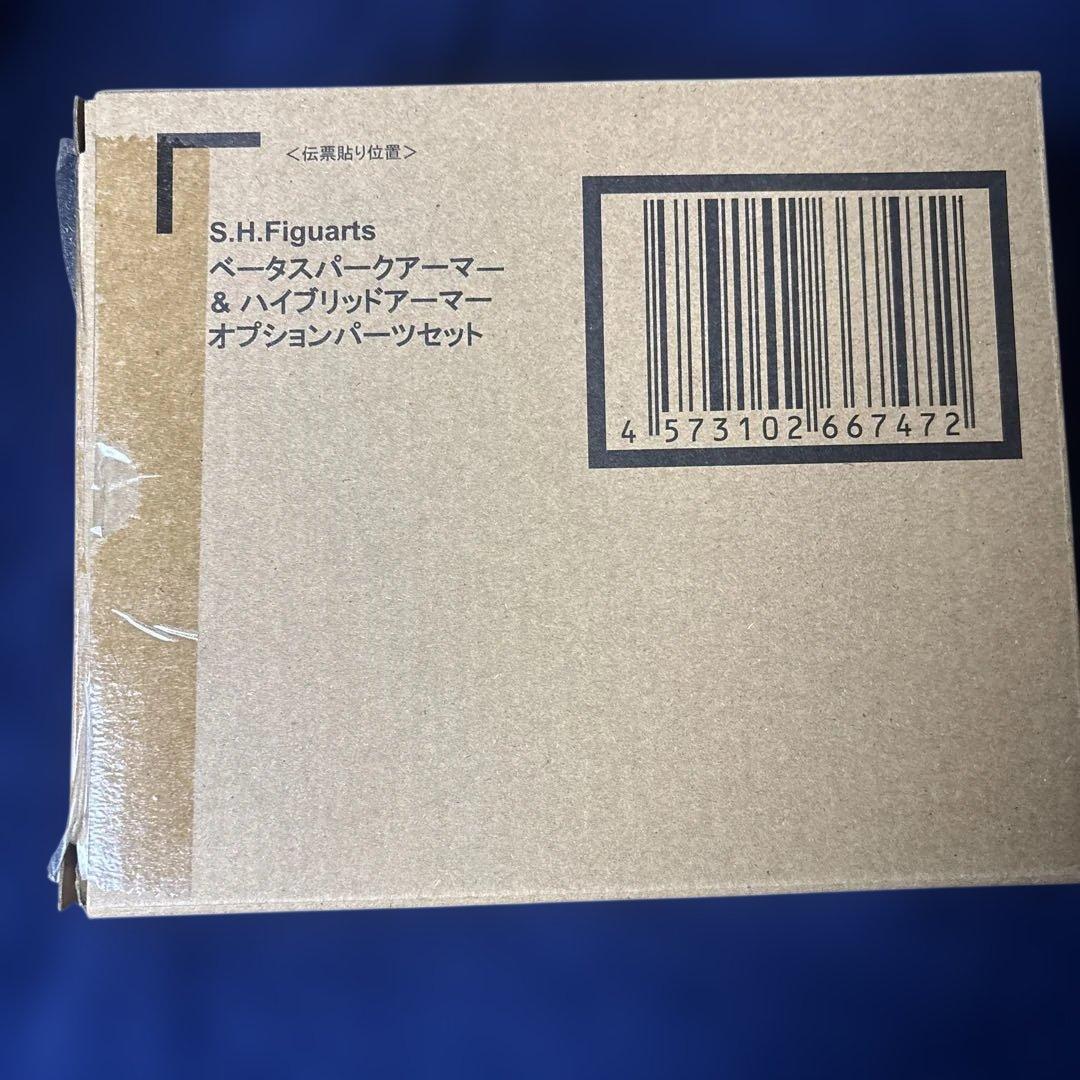 ＜伝票貼り位置＞
S.H.Figuarts
ベータスパークアーマー
& ハイブリッドアーマー
オプションパーツセット
4 573102 667472